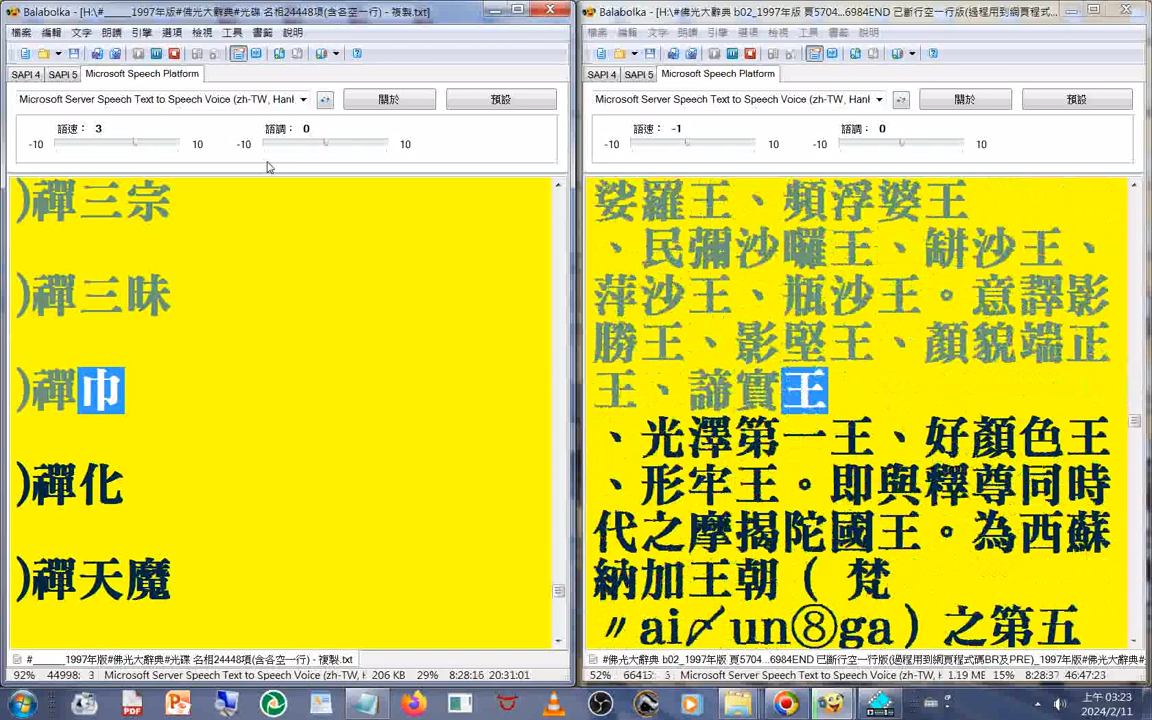 Balabolka - [H:\#_____1997年版#佛光大辭典#光碟 名相24448項(含各空一行) - 複製.txt]
檔案 編輯 文字 朗讀 引擎 選項 檢視 工具 書籤 說明
SAPI 4 SAPI 5 Microsoft Speech Platform
Microsoft Server Speech Text to Speech Voice (zh-TW, Hanl 關於 預設
語速： 3 語調： 0
-10 10 -10 10
)禪三宗
)禪三昧
)禪巾
)禪化
)禪天魔
#_____1997年版#佛光大辭典#光碟 名相24448項(含各空一行) - 複製.txt
92% 44998: 3 Microsoft Server Speech Text to Speech Voice (zh-TW, H 206 KB 29% 8:28:16 20:31:01
Balabolka - [H:\#佛光大辭典 b02_1997年版 頁5704...6984END 已斷行空一行版(過程用到網頁程式...
檔案 編輯 文字 朗讀 引擎 選項 檢視 工具 書籤 說明
SAPI 4 SAPI 5 Microsoft Speech Platform
Microsoft Server Speech Text to Speech Voice (zh-TW, Hanl 關於 預設
語速： -1 語調： 0
-10 10 -10 10
娑羅王、頻浮婆王
、民彌沙囉王、缾沙王、
萍沙王、瓶沙王。意譯影
勝王、影堅王、顏貌端正
王、諦實王
、光澤第一王、好顏色王
、形牢王。即與釋尊同時
代之摩揭陀國王。為西蘇
納加王朝（ 梵
〃ai〆un⑧ga）之第五
#佛光大辭典 b02_1997年版 頁5704...6984END 已斷行空一行版(過程用到網頁程式碼BR及PRE)_1997年版#佛光大辭典#
52% 66415: Microsoft Server Speech Text to Speech Voice (zh-TW, H 1.19 ME 15% 8:28:37 46:47:23
上午 03:23
2024/2/11